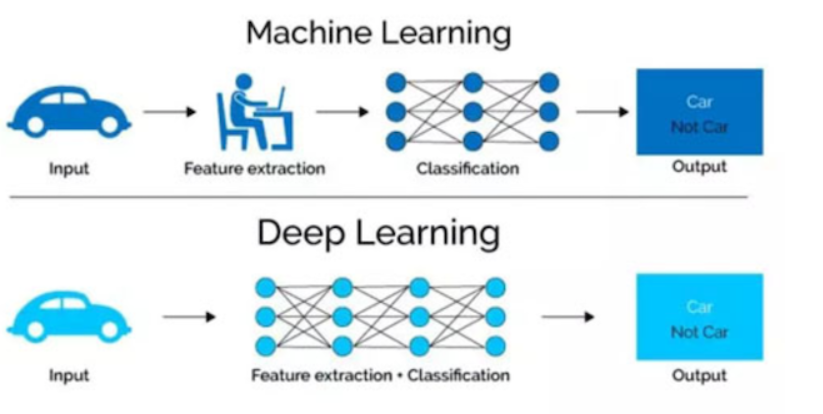 Machine Learning
Car
Not Car
Input
Feature extraction
Classification
Output
Deep Learning
Car
Not Car
Input
Feature extraction + Classification
Output